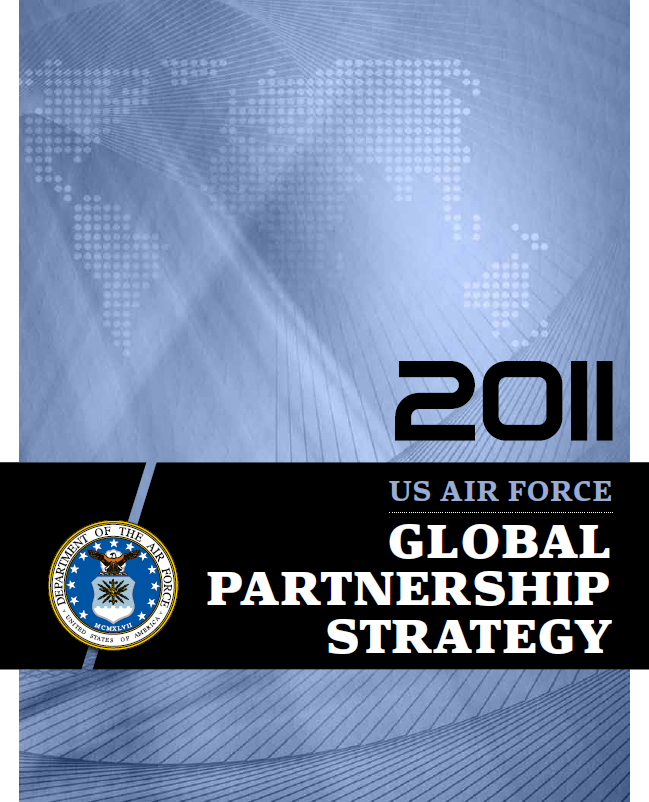 2011
US AIR FORCE
GLOBAL
PARTNERSHIP
STRATEGY
DEPARTMENT OF THE AIR FORCE
MCMXLVII
UNITED STATES OF AMERICA